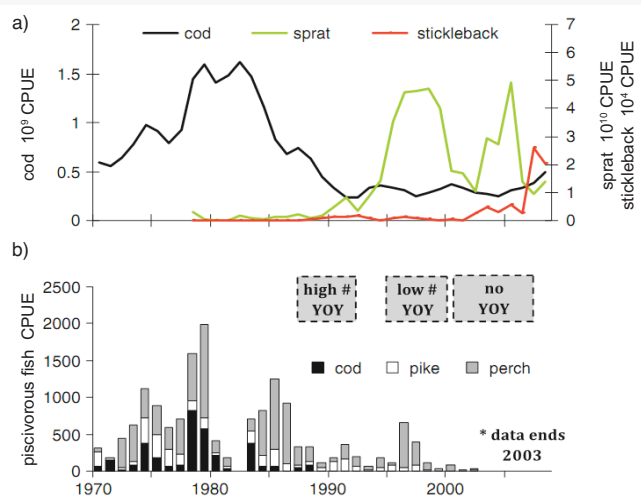 a)
2
1.5
1
0.5
0
cod 10⁹ CPUE
cod
sprat
stickleback
7
6
5
4
3
2
1
0
sprat 10¹⁰ CPUE
stickleback 10⁴ CPUE
b)
2500
2000
1500
1000
500
0
piscivorous fish CPUE
high #
YOY
low #
YOY
no
YOY
cod
pike
perch
* data ends
2003
1970
1980
1990
2000